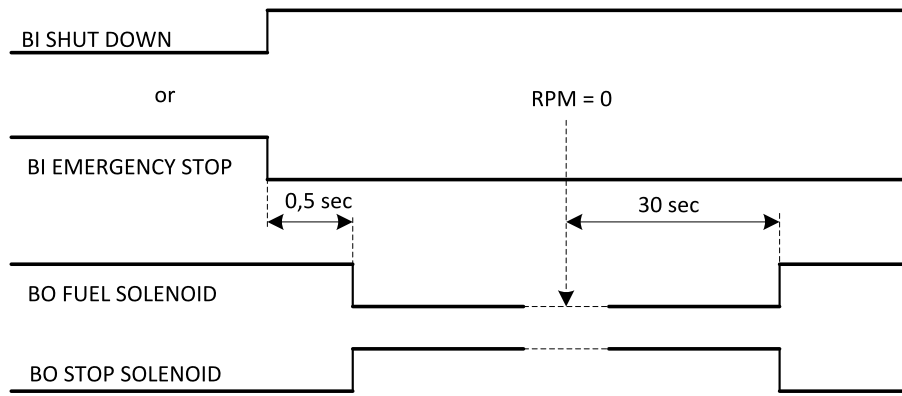 BI SHUT DOWN
or
RPM = 0
BI EMERGENCY STOP
0,5 sec
30 sec
BO FUEL SOLENOID
BO STOP SOLENOID